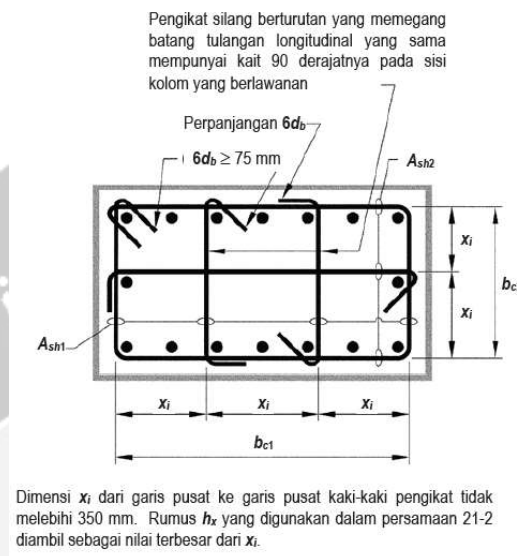 Pengikat silang berturutan yang memegang
batang tulangan longitudinal yang sama
mempunyai kait 90 derajatnya pada sisi
kolom yang berlawanan
Perpanjangan 6db
6db ≥ 75 mm
Ash2
xi
bc
xi
Ash1
xi
xi
xi
bc1
Dimensi xi dari garis pusat ke garis pusat kaki-kaki pengikat tidak
melebihi 350 mm. Rumus hx yang digunakan dalam persamaan 21-2
diambil sebagai nilai terbesar dari xi.